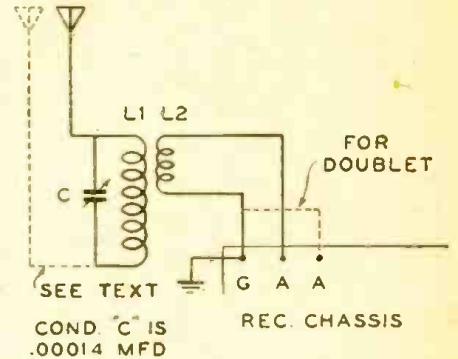 L1 L2
FOR
DOUBLET
C
SEE TEXT
G A A
COND. "C" IS
.00014 MFD
REC. CHASSIS